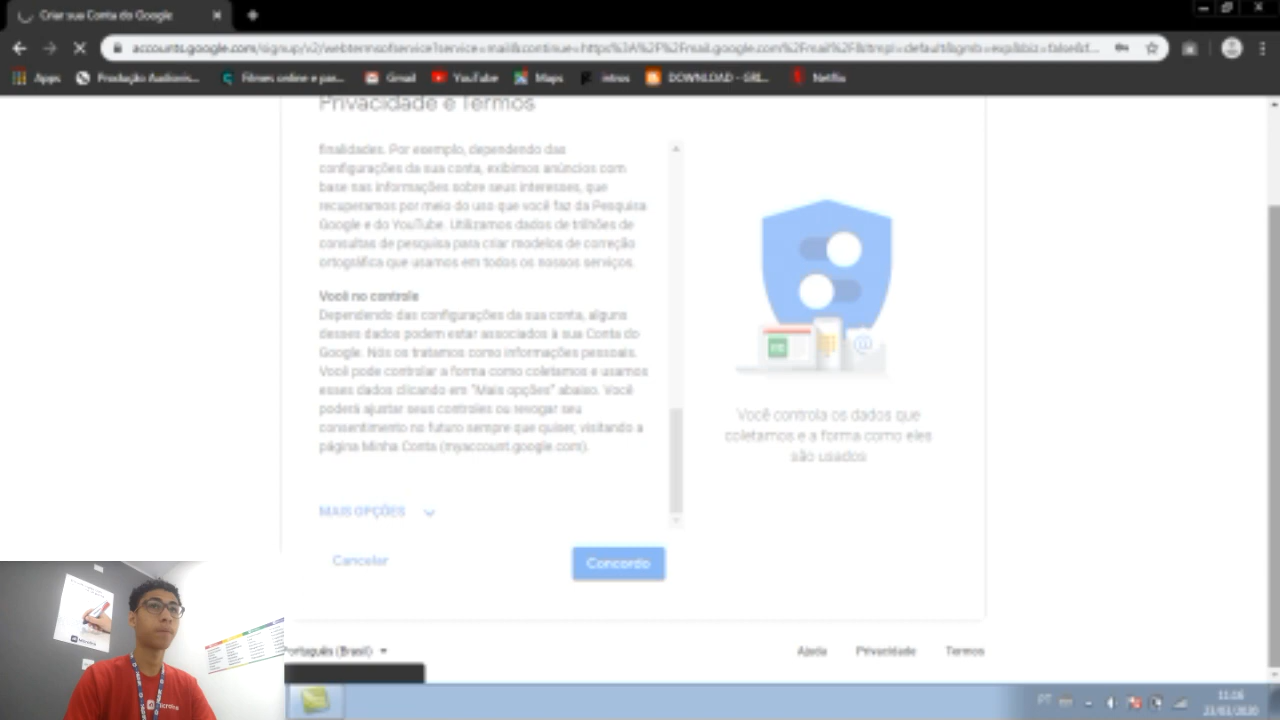 Criar sua Conta do Google
accounts.google.com/signup/v2/webtermsofservice?service=mail&continue=https%3A%2F%2Fmail.google.com%2Fmail%2F&ltmpl=default&gmb=exp&biz=false&f...
Apps Produção Audiovis... Filmes online e pas... Gmail YouTube Maps intros DOWNLOAD - GRÁ... Netflix
Privacidade e Termos
finalidades. Por exemplo, dependendo das
configurações da sua conta, exibimos anúncios com
base nas informações sobre seus interesses, que
recuperamos por meio do uso que você faz da Pesquisa
Google e do YouTube. Utilizamos dados de trilhões de
consultas de pesquisa para criar modelos de correção
ortográfica que usamos em todos os nossos serviços.
Você no controle
Dependendo das configurações da sua conta, alguns
desses dados podem estar associados à sua Conta do
Google. Nós os tratamos como informações pessoais.
Você pode controlar a forma como coletamos e usamos
esses dados clicando em "Mais opções" abaixo. Você
poderá ajustar seus controles ou revogar seu
consentimento no futuro sempre que quiser, visitando a
página Minha Conta (myaccount.google.com).
MAIS OPÇÕES
Cancelar Concordo
Você controla os dados que
coletamos e a forma como eles
são usados
Português (Brasil) Ajuda Privacidade Termos
PT
23/03/2020